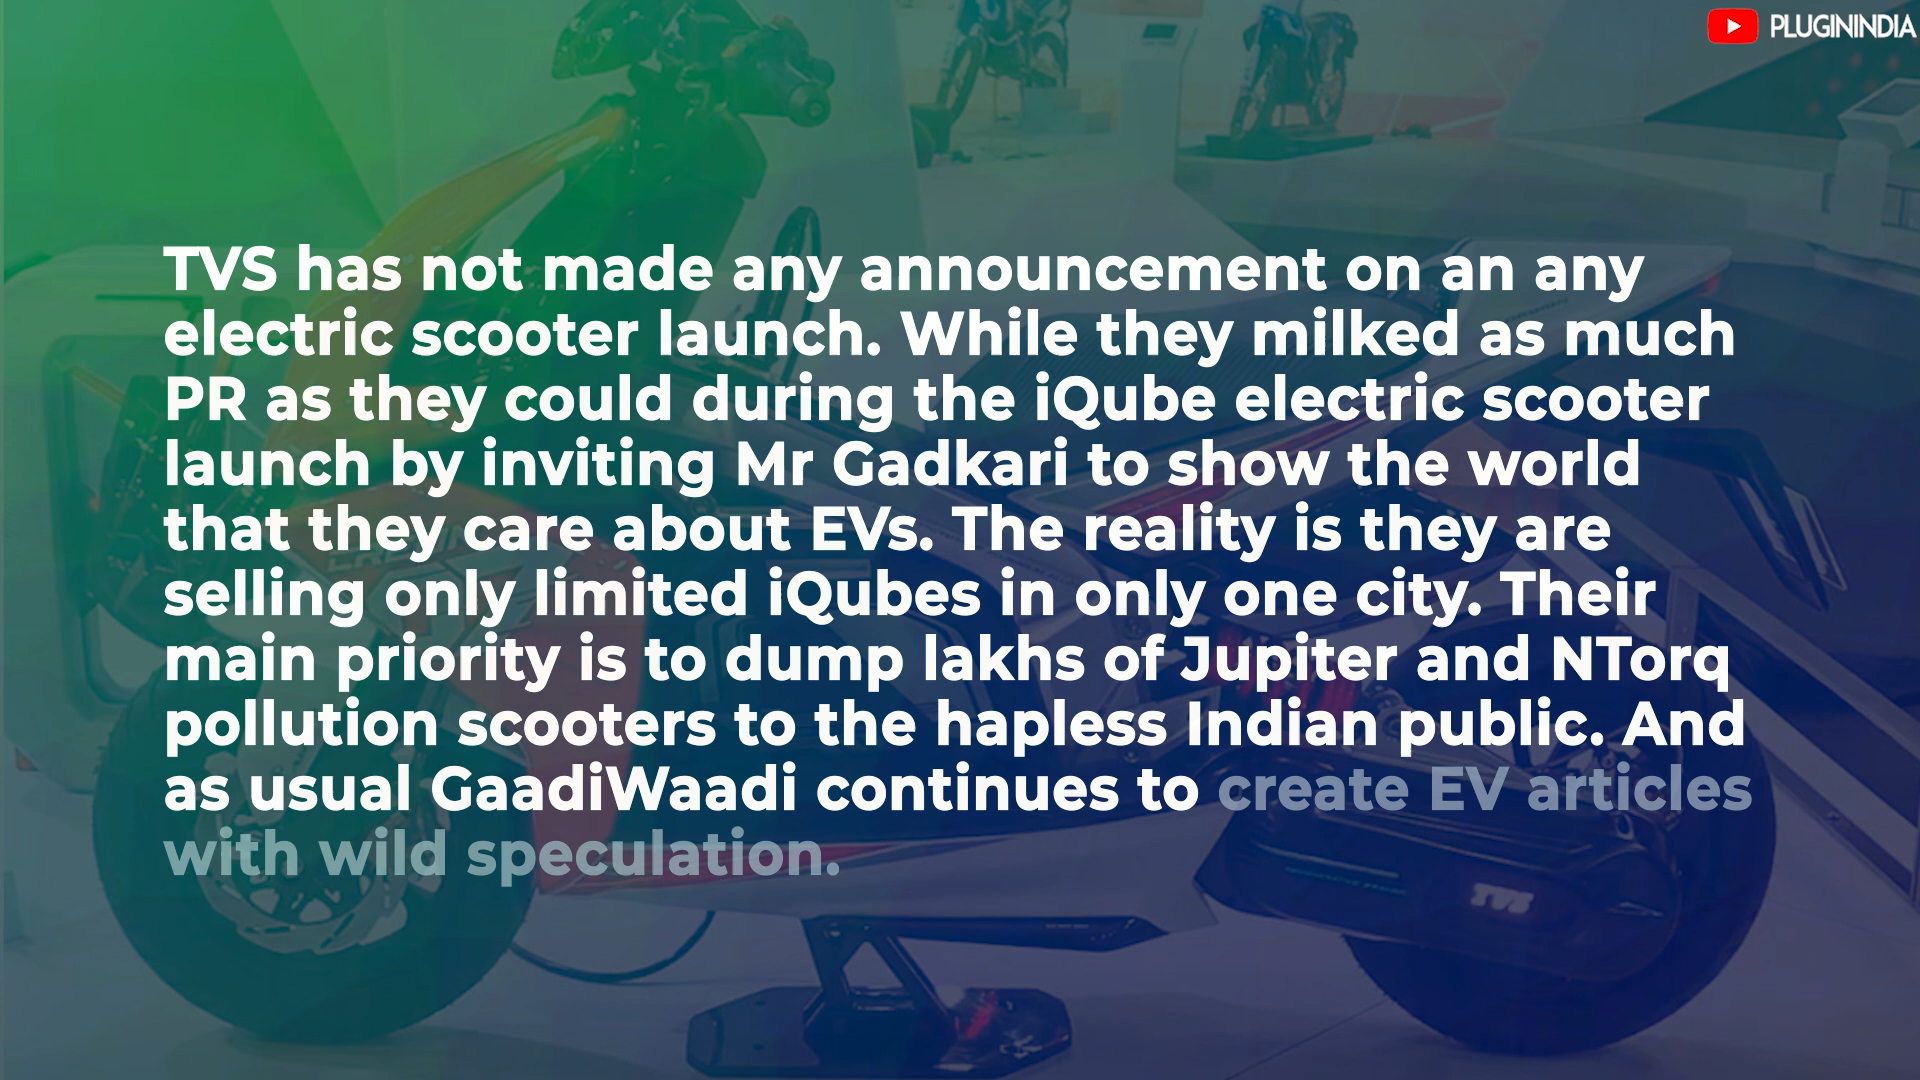 PLUGININDIA
TVS has not made any announcement on an any
electric scooter launch. While they milked as much
PR as they could during the iQube electric scooter
launch by inviting Mr Gadkari to show the world
that they care about EVs. The reality is they are
selling only limited iQubes in only one city. Their
main priority is to dump lakhs of Jupiter and NTorq
pollution scooters to the hapless Indian public. And
as usual GaadiWaadi continues to create EV articles
with wild speculation.
TVS